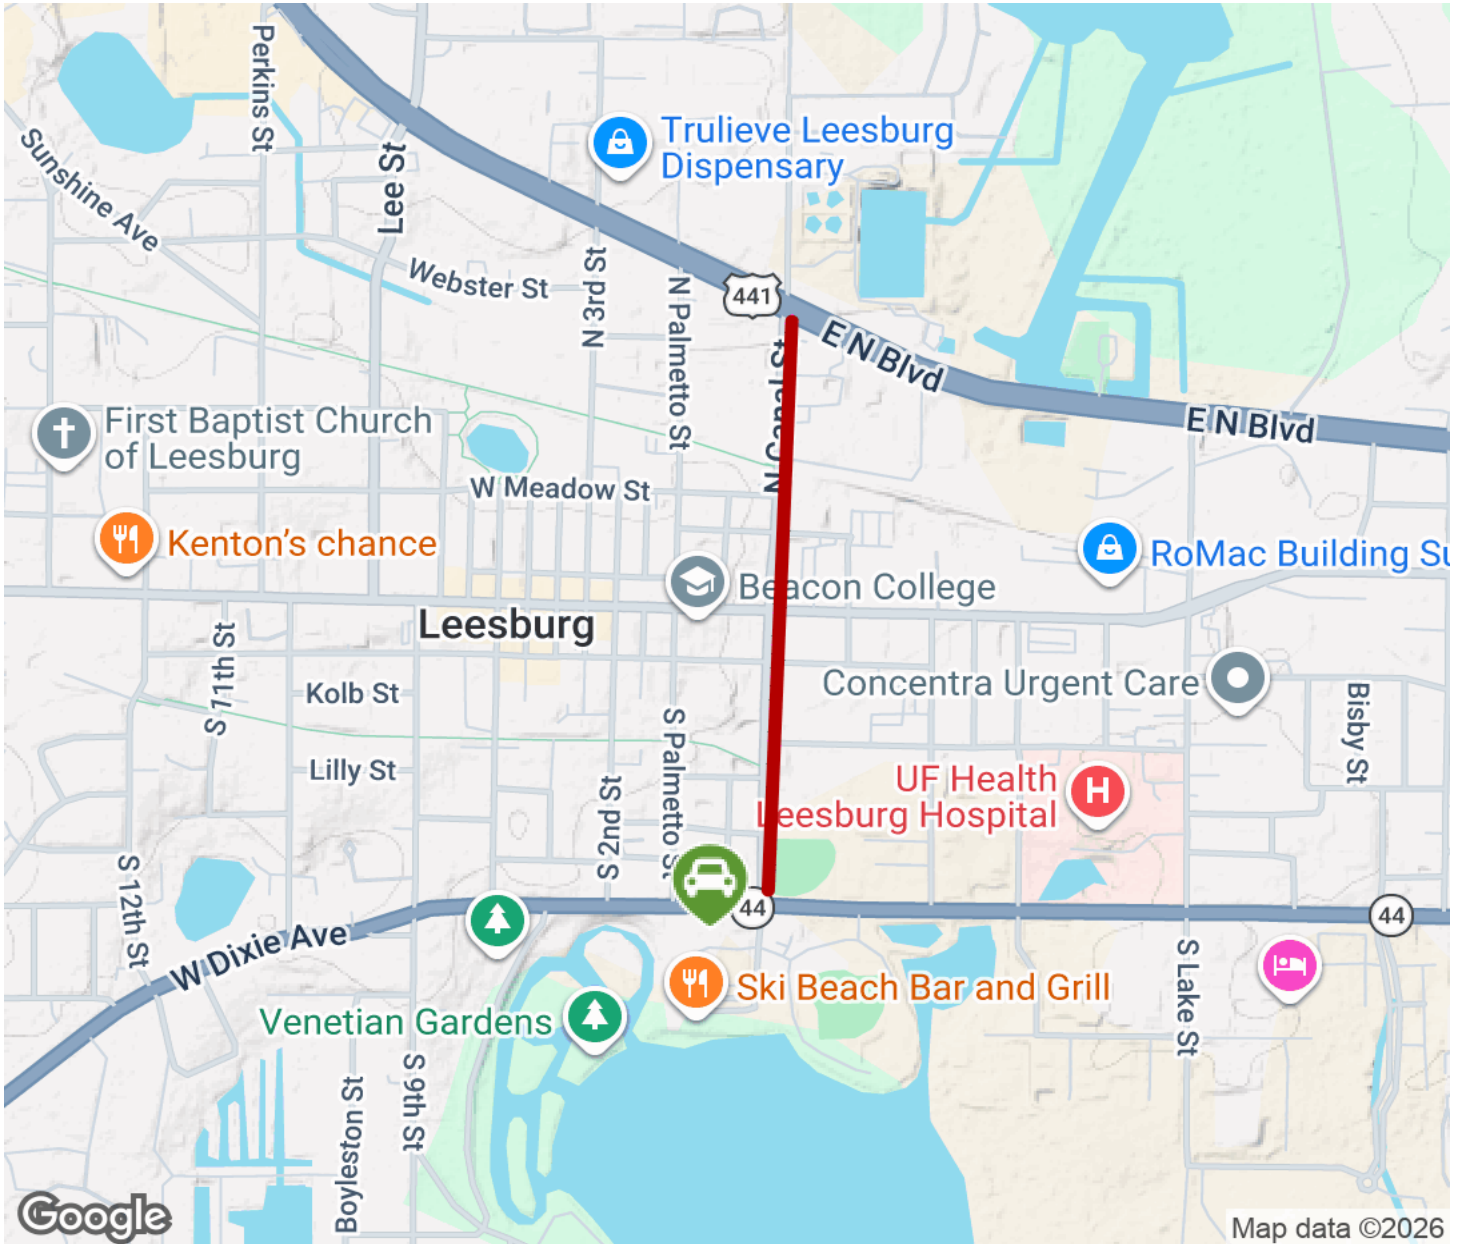 Perkins St
Sunshine Ave
Lee St
Trulieve Leesburg
Dispensary
Webster St
N 3rd St
N Palmetto St
441
E N Blvd
E N Blvd
First Baptist Church
of Leesburg
W Meadow St
Kenton's chance
Beacon College
RoMac Building
Leesburg
S 11th St
Kolb St
Concentra Urgent Care
Bisby St
S Palmetto St
Lilly St
S 2nd St
UF Health
Leesburg Hospital
H
S 12th St
W Dixie Ave
44
44
S Lake St
Ski Beach Bar and Grill
Venetian Gardens
S 9th St
Boyleston St
Google
Map data ©2026